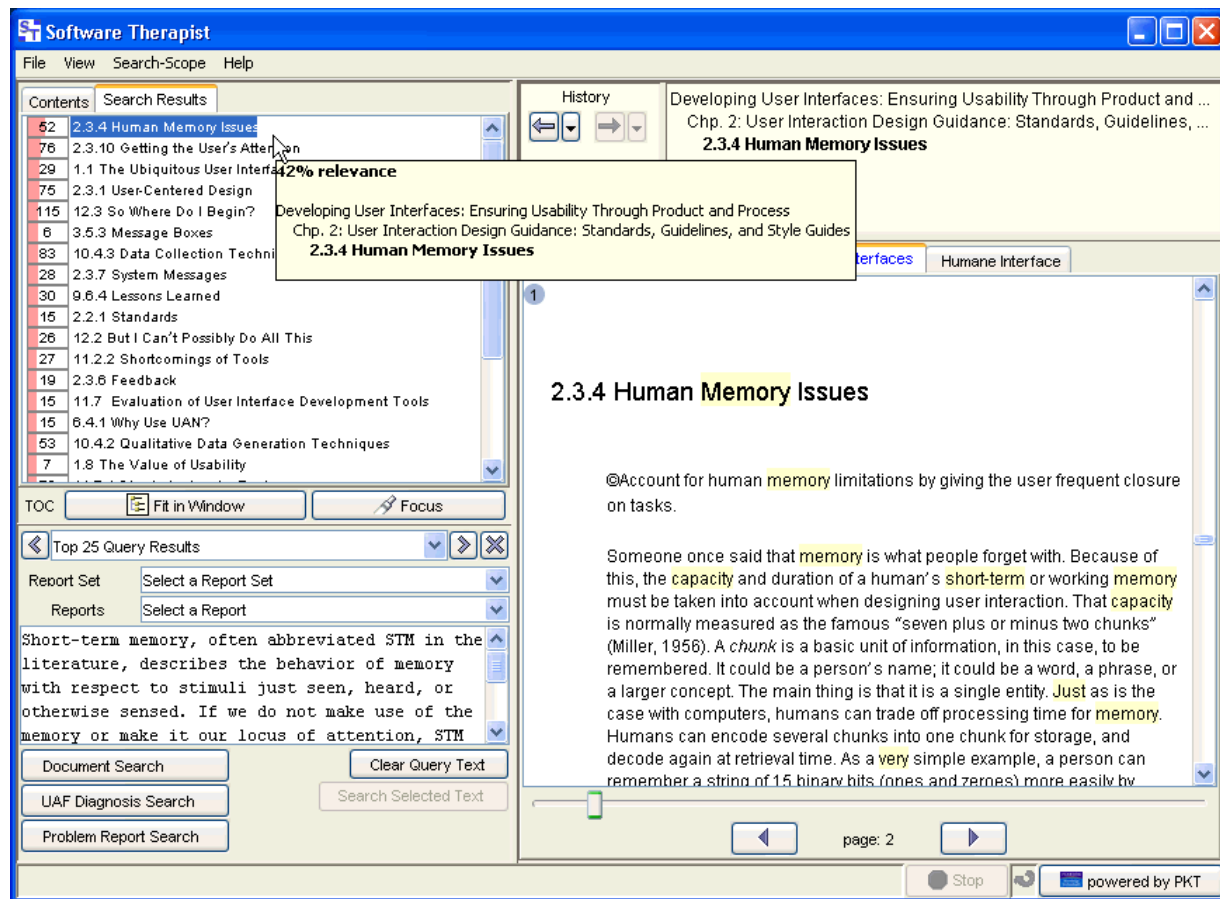 Software Therapist
File View Search-Scope Help
Contents Search Results
52 2.3.4 Human Memory Issues
76 2.3.10 Getting the User's Attention
29 1.1 The Ubiquitous User Interfa
75 2.3.1 User-Centered Design
115 12.3 So Where Do I Begin?
6 3.5.3 Message Boxes
83 10.4.3 Data Collection Techni
28 2.3.7 System Messages
30 9.6.4 Lessons Learned
15 2.2.1 Standards
26 12.2 But I Can't Possibly Do All This
27 11.2.2 Shortcomings of Tools
19 2.3.6 Feedback
15 11.7 Evaluation of User Interface Development Tools
15 6.4.1 Why Use UAN?
53 10.4.2 Qualitative Data Generation Techniques
7 1.8 The Value of Usability
42% relevance
Developing User Interfaces: Ensuring Usability Through Product and Process
Chp. 2: User Interaction Design Guidance: Standards, Guidelines, and Style Guides
2.3.4 Human Memory Issues
TOC Fit in Window Focus
Top 25 Query Results
Report Set Select a Report Set
Reports Select a Report
Short-term memory, often abbreviated STM in the
literature, describes the behavior of memory
with respect to stimuli just seen, heard, or
otherwise sensed. If we do not make use of the
memory or make it our locus of attention, STM
Document Search Clear Query Text
UAF Diagnosis Search Search Selected Text
Problem Report Search
History
Developing User Interfaces: Ensuring Usability Through Product and ...
Chp. 2: User Interaction Design Guidance: Standards, Guidelines, ...
2.3.4 Human Memory Issues
terfaces Humane Interface
1
2.3.4 Human Memory Issues
©Account for human memory limitations by giving the user frequent closure
on tasks.
Someone once said that memory is what people forget with. Because of
this, the capacity and duration of a human's short-term or working memory
must be taken into account when designing user interaction. That capacity
is normally measured as the famous “seven plus or minus two chunks”
(Miller, 1956). A chunk is a basic unit of information, in this case, to be
remembered. It could be a person's name; it could be a word, a phrase, or
a larger concept. The main thing is that it is a single entity. Just as is the
case with computers, humans can trade off processing time for memory.
Humans can encode several chunks into one chunk for storage, and
decode again at retrieval time. As a very simple example, a person can
remember a string of 15 binary bits (ones and zeroes) more easily by
page: 2
Stop powered by PKT